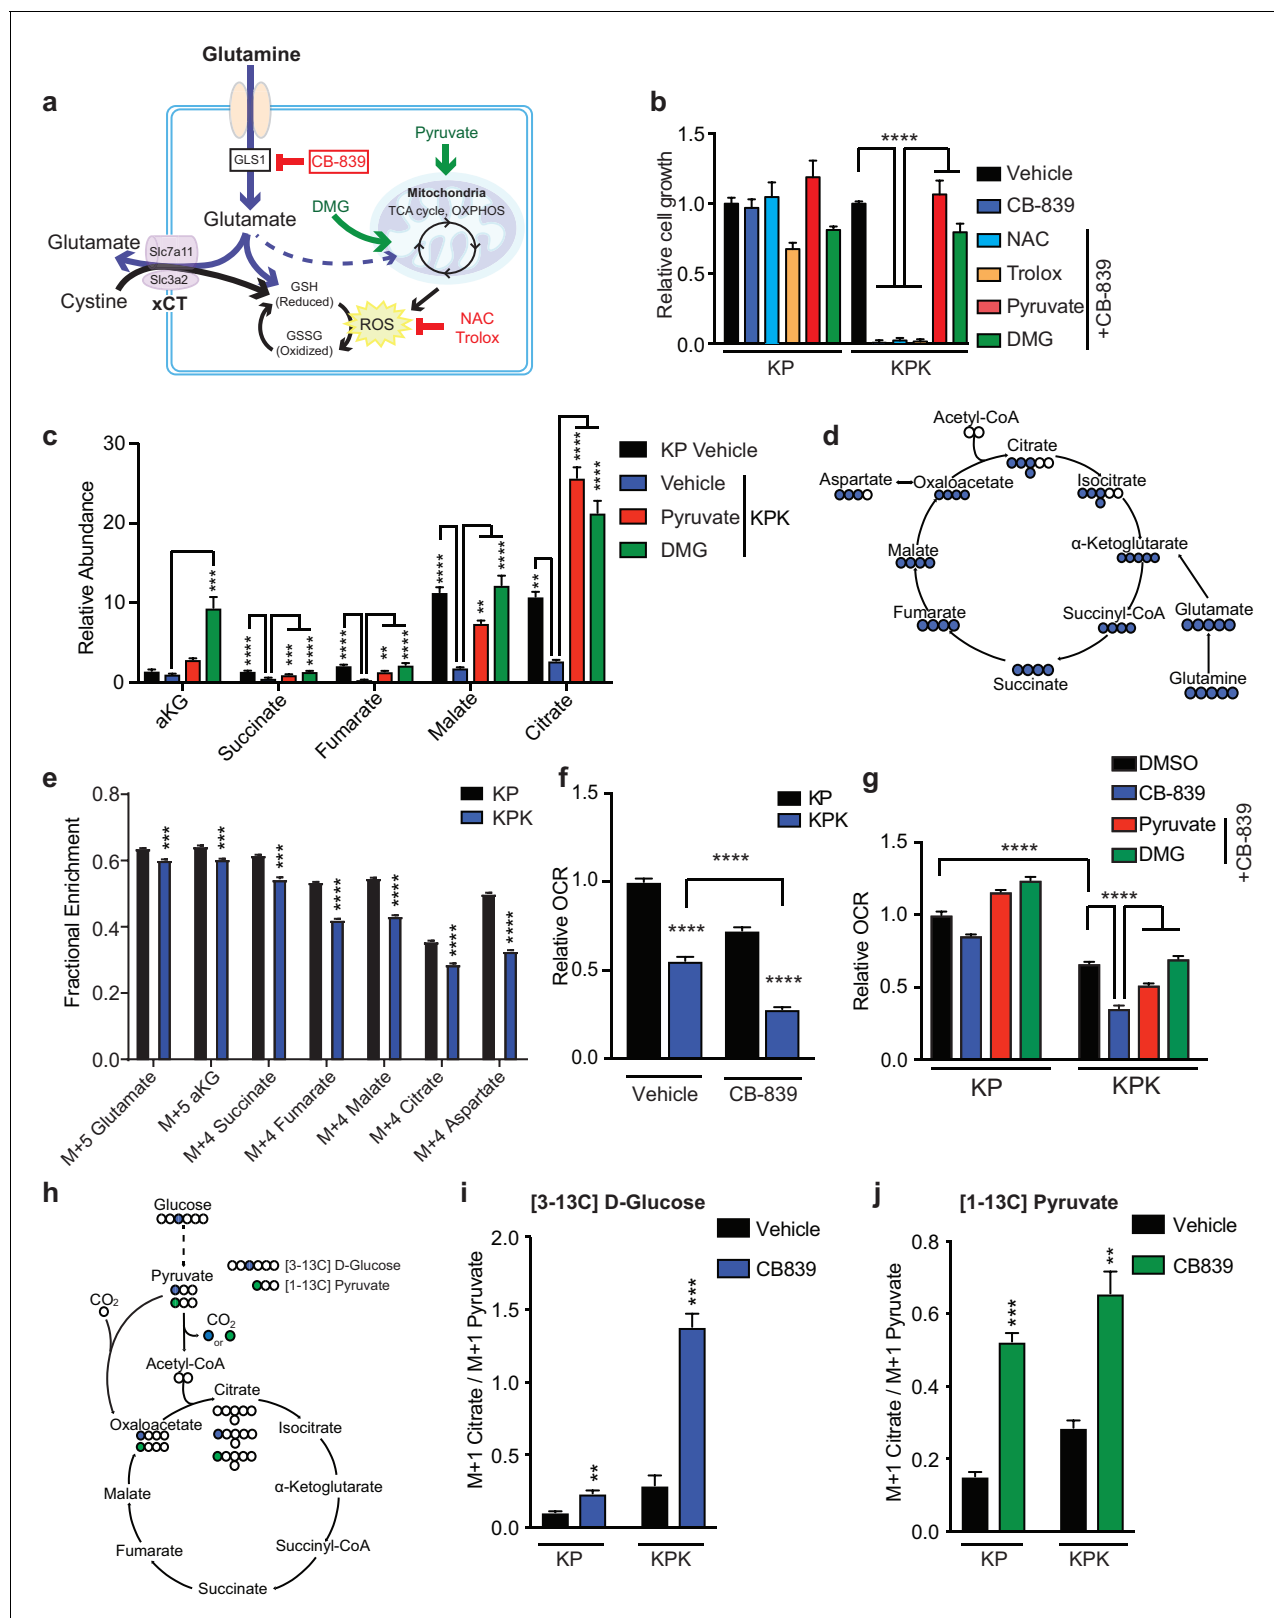 a
Glutamine
GLS1
CB-839
Glutamate
Glutamate
Slc7a11
Slc3a2
Cystine
xCT
GSH
(Reduced)
GSSG
(Oxidized)
ROS
NAC
Trolox
DMG
Pyruvate
Mitochondria
TCA cycle, OXPHOS
b
Relative cell growth
1.5
1.0
0.5
0.0
****
****
KP
KPK
Vehicle
CB-839
NAC
Trolox
Pyruvate
DMG
+CB-839
c
Relative Abundance
30
20
10
0
***
****
***
****
****
**
****
****
**
****
**
****
****
aKG
Succinate
Fumarate
Malate
Citrate
KP Vehicle
Vehicle
Pyruvate
DMG
KPK
d
Acetyl-CoA
Citrate
Aspartate
Oxaloacetate
Isocitrate
Malate
α-Ketoglutarate
Fumarate
Succinyl-CoA
Glutamate
Succinate
Glutamine
e
Fractional Enrichment
0.8
0.6
0.4
0.2
0.0
***
***
***
****
****
****
****
M+5 Glutamate
M+5 aKG
M+4 Succinate
M+4 Fumarate
M+4 Malate
M+4 Citrate
M+4 Aspartate
KP
KPK
f
Relative OCR
1.5
1.0
0.5
0.0
****
****
****
Vehicle
CB-839
KP
KPK
g
Relative OCR
1.5
1.0
0.5
0.0
****
****
KP
KPK
DMSO
CB-839
Pyruvate
DMG
+CB-839
h
Glucose
Pyruvate
[3-13C] D-Glucose
[1-13C] Pyruvate
CO2
CO2
or
Acetyl-CoA
Citrate
Oxaloacetate
Isocitrate
Malate
α-Ketoglutarate
Fumarate
Succinyl-CoA
Succinate
i
[3-13C] D-Glucose
M+1 Citrate / M+1 Pyruvate
2.0
1.5
1.0
0.5
0.0
**
***
KP
KPK
Vehicle
CB839
j
[1-13C] Pyruvate
M+1 Citrate / M+1 Pyruvate
0.8
0.6
0.4
0.2
0.0
***
**
KP
KPK
Vehicle
CB839